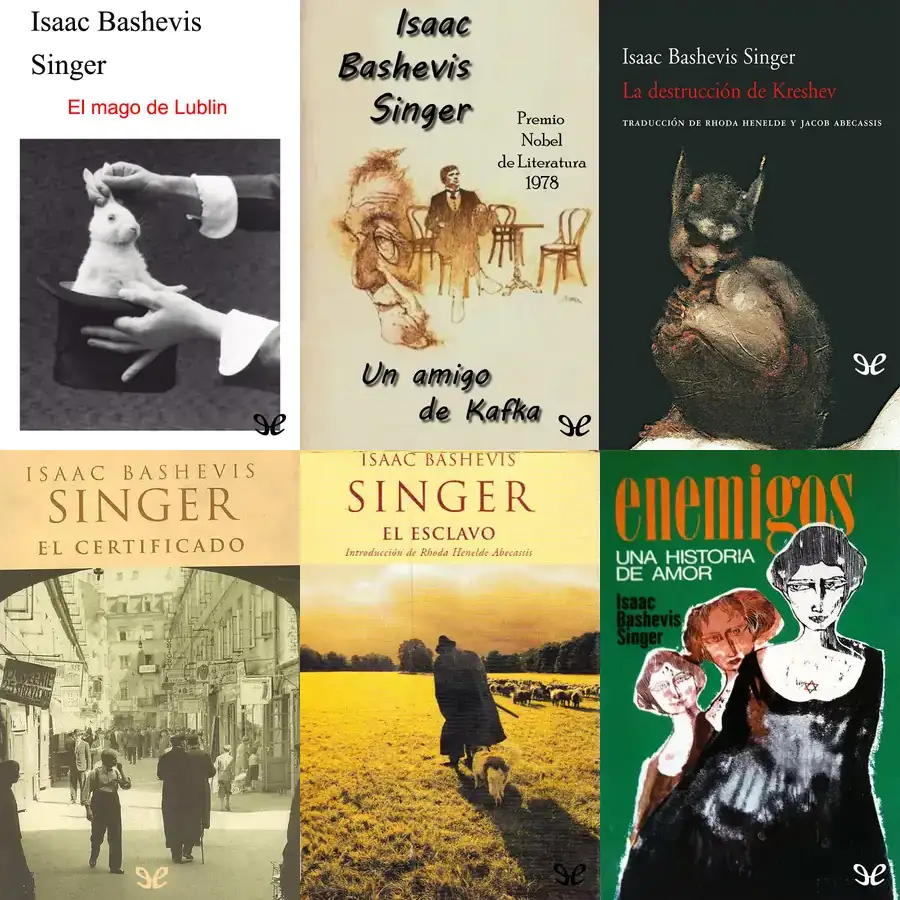 Isaac Bashevis
Singer
El mago de Lublin
Isaac
Bashevis
Singer
Premio
Nobel
de Literatura
1978
Un amigo
de Kafka
Isaac Bashevis Singer
La destrucción de Kreshev
TRADUCCIÓN DE RHODA HENELDE Y JACOB ABECASSIS
ISAAC BASHEVIS
SINGER
EL CERTIFICADO
ISAAC BASHEVIS
SINGER
EL ESCLAVO
Introducción de Rhoda Henelde Abecassis
enemigos
UNA HISTORIA
DE AMOR
Isaac
Bashevis
Singer